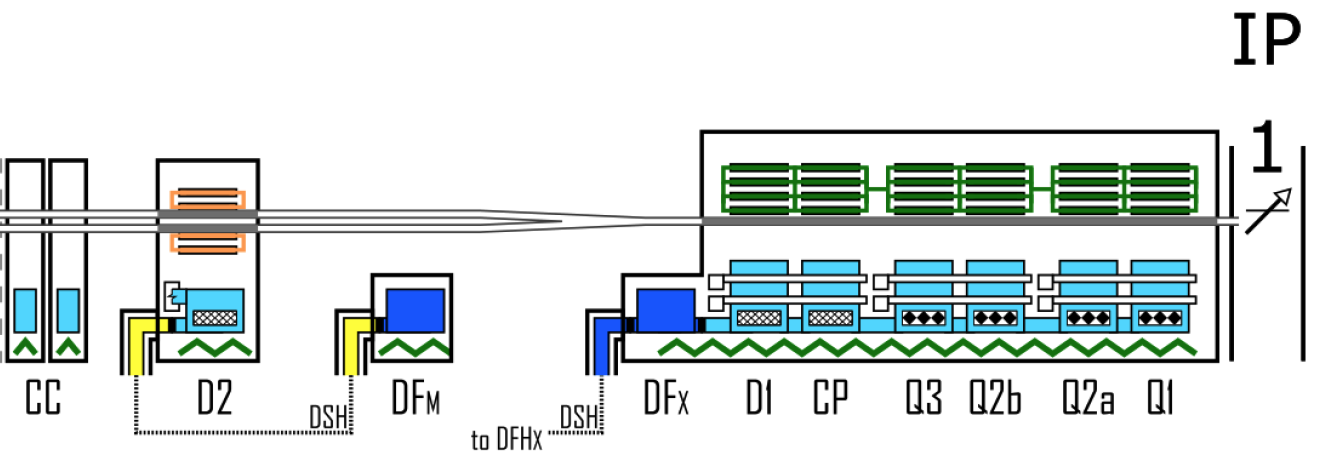 IP
1
CC
D2
DSH
DFM
to DFHX
DSH
DFX
D1
CP
Q3
Q2b
Q2a
Q1